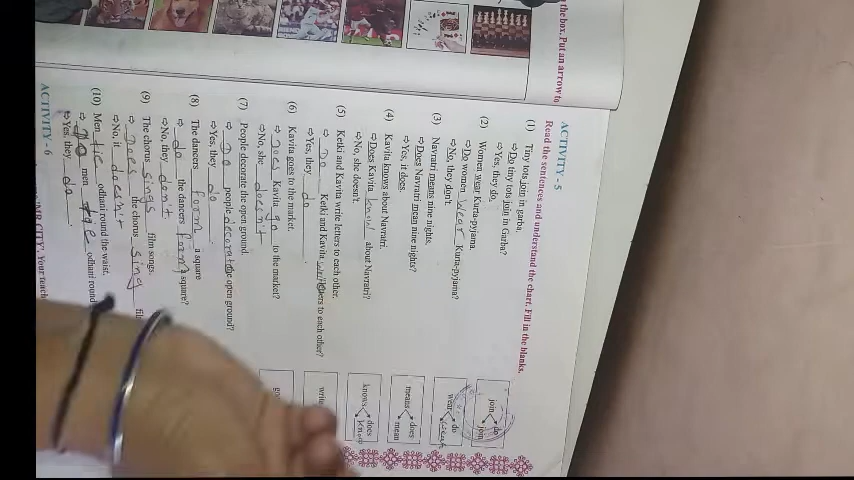 the box. Put an arrow to
ACTIVITY - 5
Read the sentences and understand the chart. Fill in the blanks.
(1) Tiny tots join in garba.
⇨ Do tiny tots join in Garba?
⇨ Yes, they do.
join do join
(2) Women wear Kurta-pyjama.
⇨ Do women wear Kurta-pyjama?
⇨ No, they don't.
wear do wear
(3) Navratri means nine nights.
⇨ Does Navratri mean nine nights?
⇨ Yes, it does.
means does mean
(4) Kavita knows about Navratri.
⇨ Does Kavita know about Navratri?
⇨ No, she doesn't.
knows does know
(5) Ketki and Kavita write letters to each other.
⇨ Do Ketki and Kavita to each other?
⇨ Yes, they do.
write
(6) Kavita goes to the market.
⇨ Does Kavita go to the market?
⇨ No, she doesn't
(7) People decorate the open ground.
⇨ Do people decorate open ground?
⇨ Yes, they do.
(8) The dancers form a square
⇨ do the dancers form a square?
⇨ No, they don't.
(9) The chorus sings film songs.
⇨ Does the chorus sing
⇨ No, it doesn't
(10) Men tie odhani round the waist.
⇨ Do men tie odhani round
⇨ Yes, they do.
ACTIVITY - 6
CITY'. Your teach